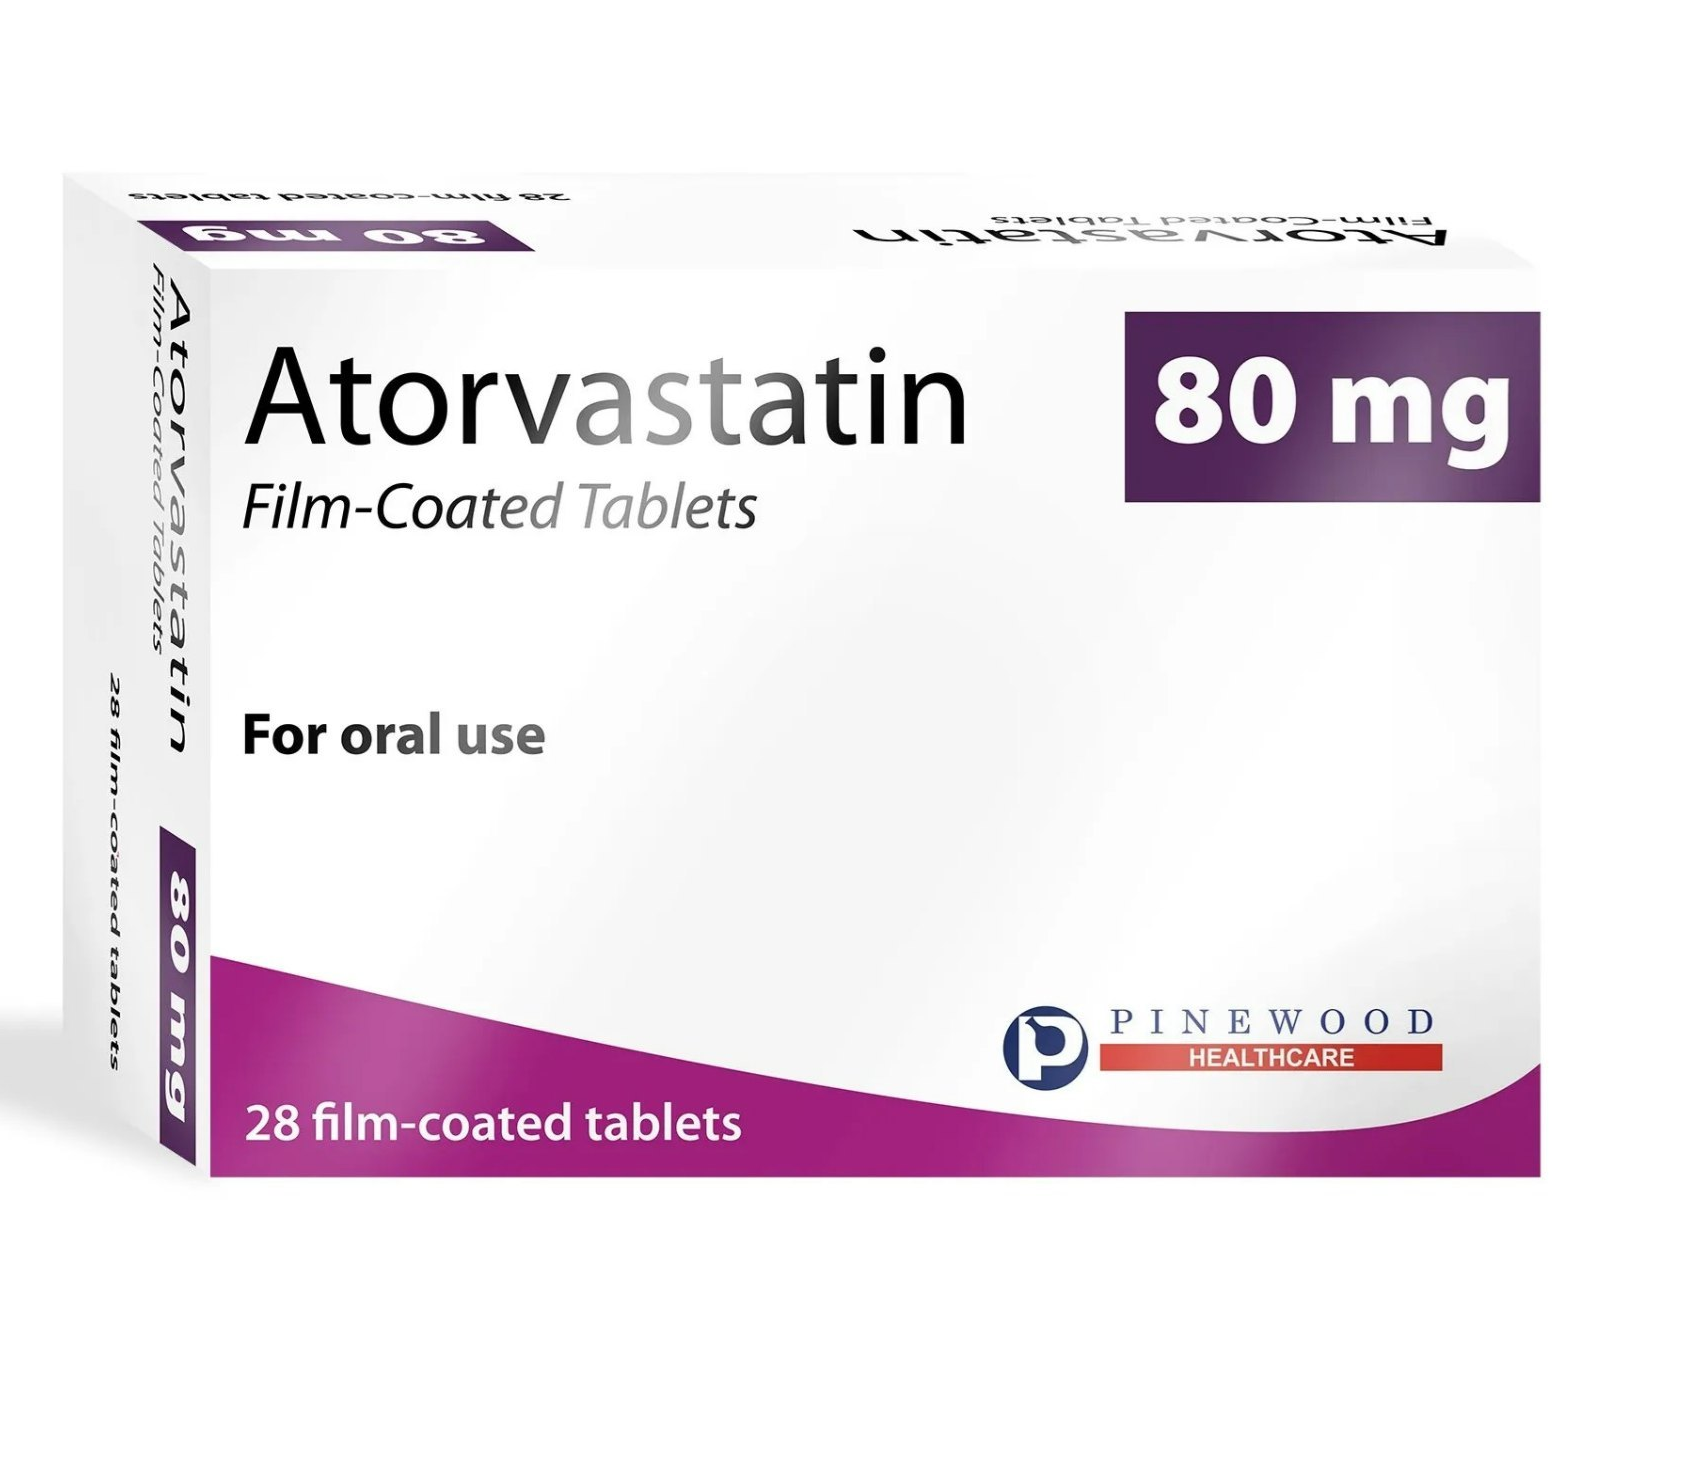 28 film-coated tablets
80 mg
Film-Coated Tablets
Atorvastatin
Atorvastatin
Film-Coated Tablets
80 mg
28 film-coated tablets
Atorvastatin
80 mg
Film-Coated Tablets
For oral use
PINEWOOD
HEALTHCARE
28 film-coated tablets